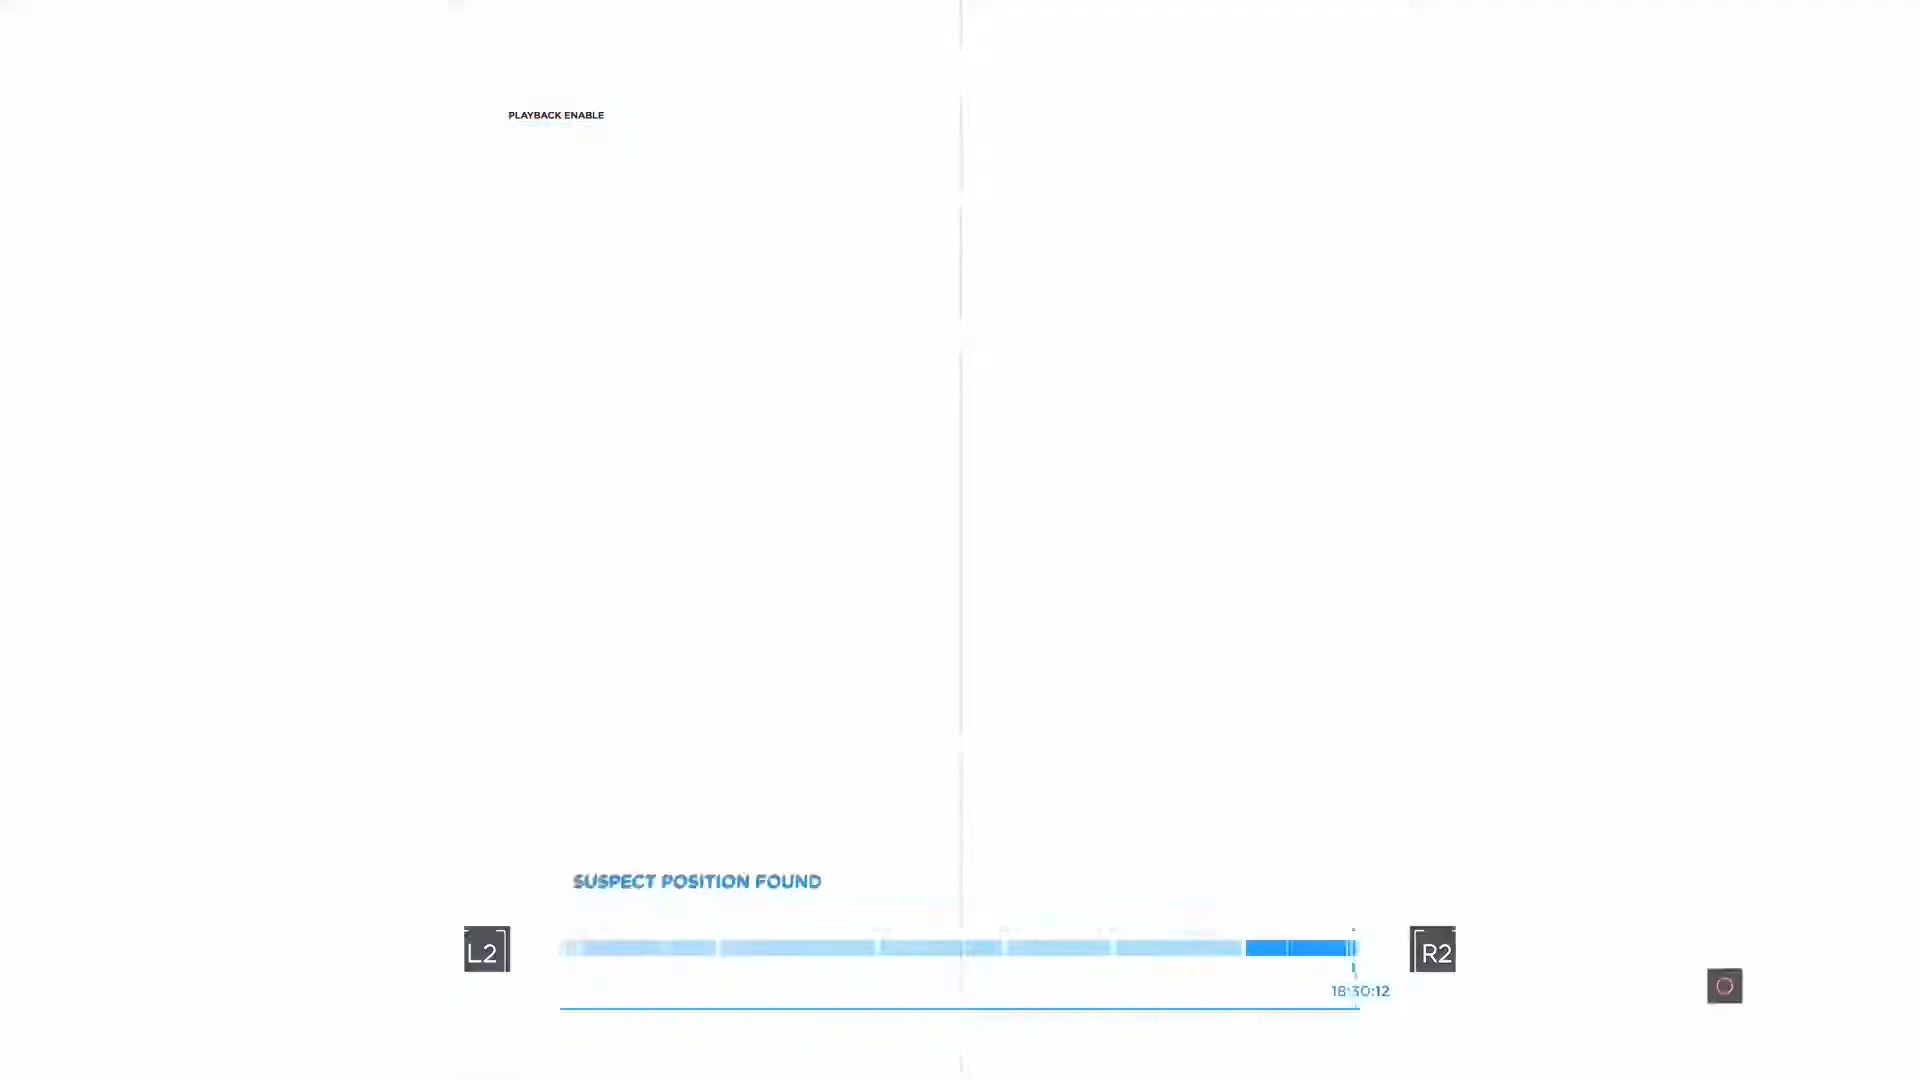 PLAYBACK ENABLE
SUSPECT POSITION FOUND
L2
R2
18:30:12